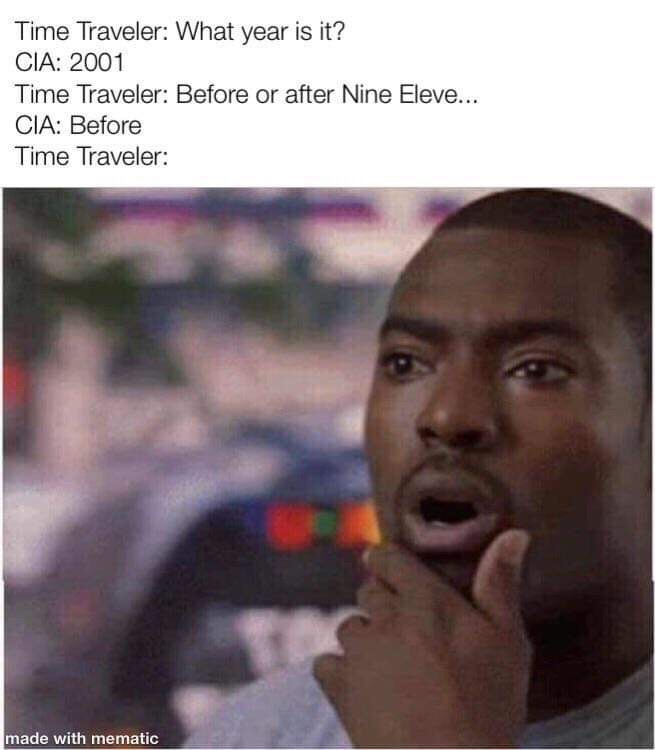 Time Traveler: What year is it?
CIA: 2001
Time Traveler: Before or after Nine Eleve...
CIA: Before
Time Traveler:
made with mematic